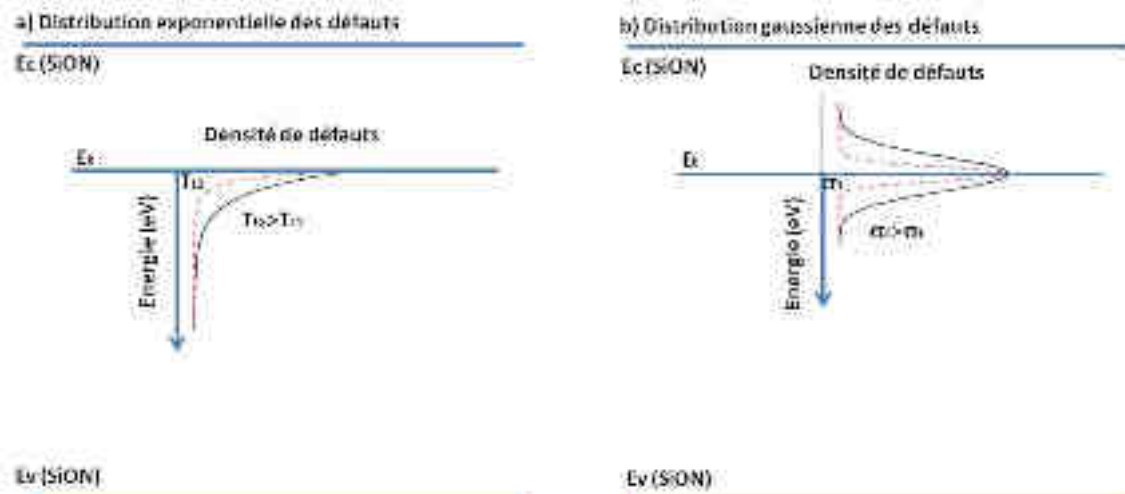 a) Distribution exponentielle des défauts
Ec (SiON)
Densité de défauts
Energie (eV)
Ev (SiON)
b) Distribution gaussienne des défauts
Ec (SiON)
Densité de défauts
Energie (eV)
Ev (SiON)